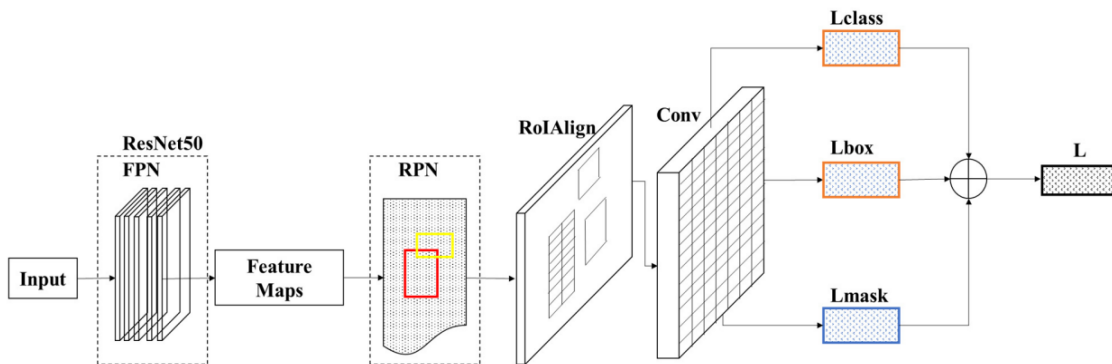 Input
ResNet50
FPN
Feature
Maps
RPN
RoIAlign
Conv
Lclass
Lbox
Lmask
L